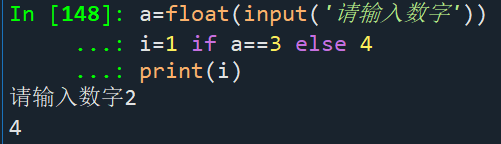 In [148]: a=float(input('请输入数字'))
...: i=1 if a==3 else 4
...: print(i)
请输入数字2
4